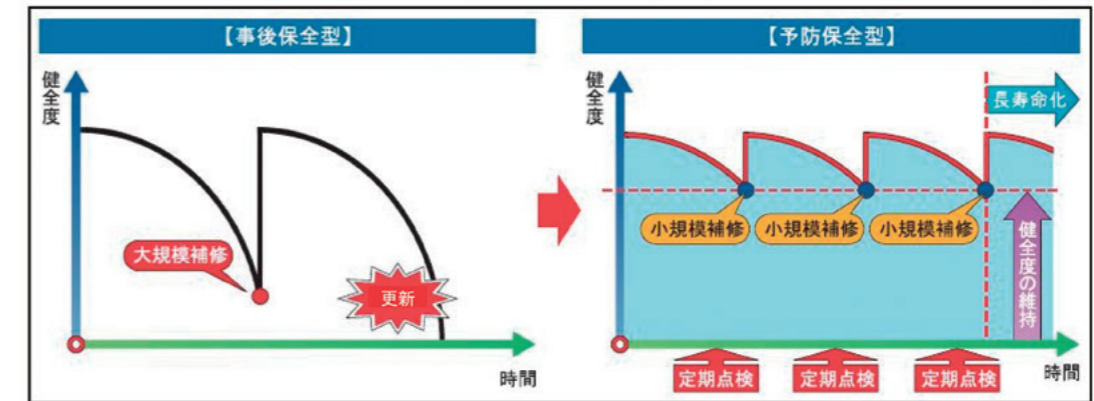 【事後保全型】
健全度
大規模補修
更新
時間
【予防保全型】
健全度
長寿命化
小規模補修
小規模補修
小規模補修
健全度の維持
定期点検
定期点検
定期点検
時間